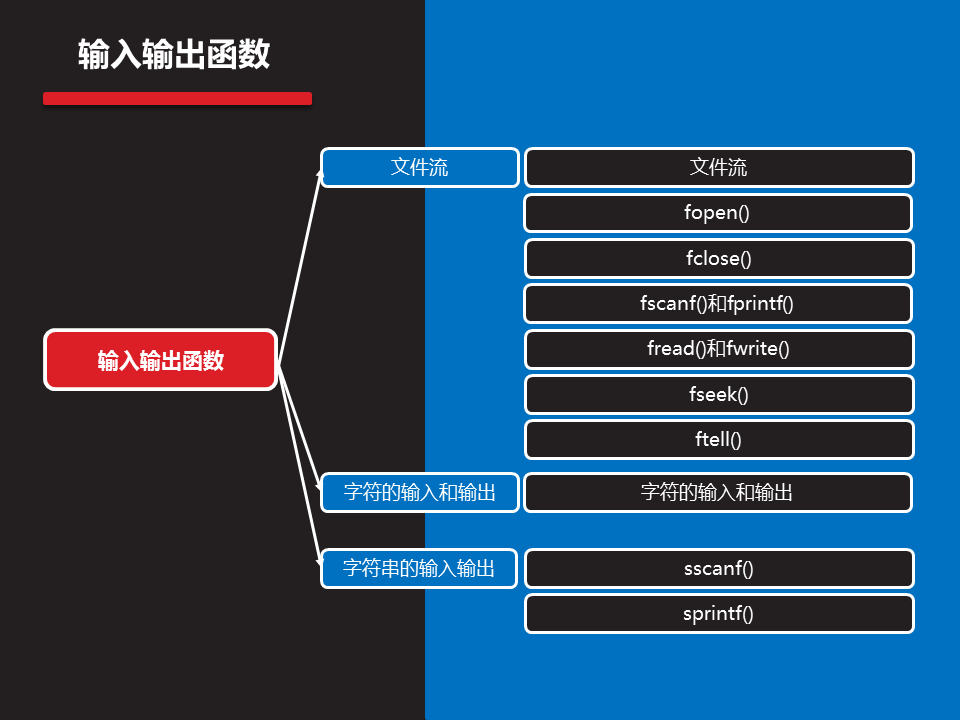 输入输出函数
输入输出函数
文件流
文件流
fopen()
fclose()
fscanf()和fprintf()
fread()和fwrite()
fseek()
ftell()
字符的输入和输出
字符的输入和输出
字符串的输入输出
sscanf()
sprintf()